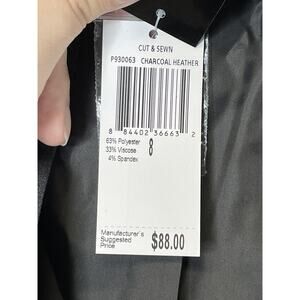 CUT & SEWN
P930063 CHARCOAL HEATHER
8 84402 36663 2
63% Polyester
33% Viscose
4% Spandex
8
Manufacturer's
Suggested
Price
$88.00